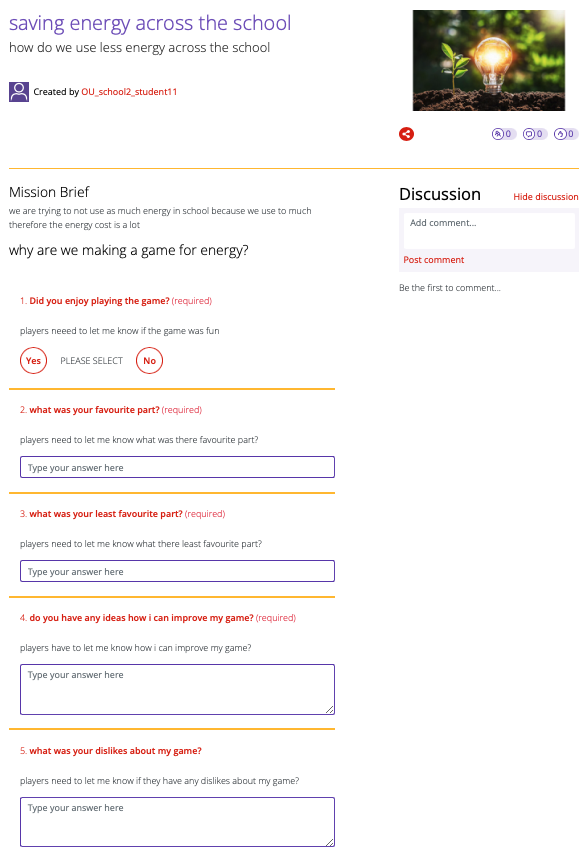 saving energy across the school
how do we use less energy across the school
Created by OU_school2_student11
0 0 0
Mission Brief
we are trying to not use as much energy in school because we use to much
therefore the energy cost is a lot
why are we making a game for energy?
1. Did you enjoy playing the game? (required)
players neeed to let me know if the game was fun
Yes PLEASE SELECT No
2. what was your favourite part? (required)
players need to let me know what was there favourite part?
Type your answer here
3. what was your least favourite part? (required)
players need to let me know what there least favourite part?
Type your answer here
4. do you have any ideas how i can improve my game? (required)
players have to let me know how i can improve my game?
Type your answer here
5. what was your dislikes about my game?
players need to let me know if they have any dislikes about my game?
Type your answer here
Discussion Hide discussion
Add comment...
Post comment
Be the first to comment...